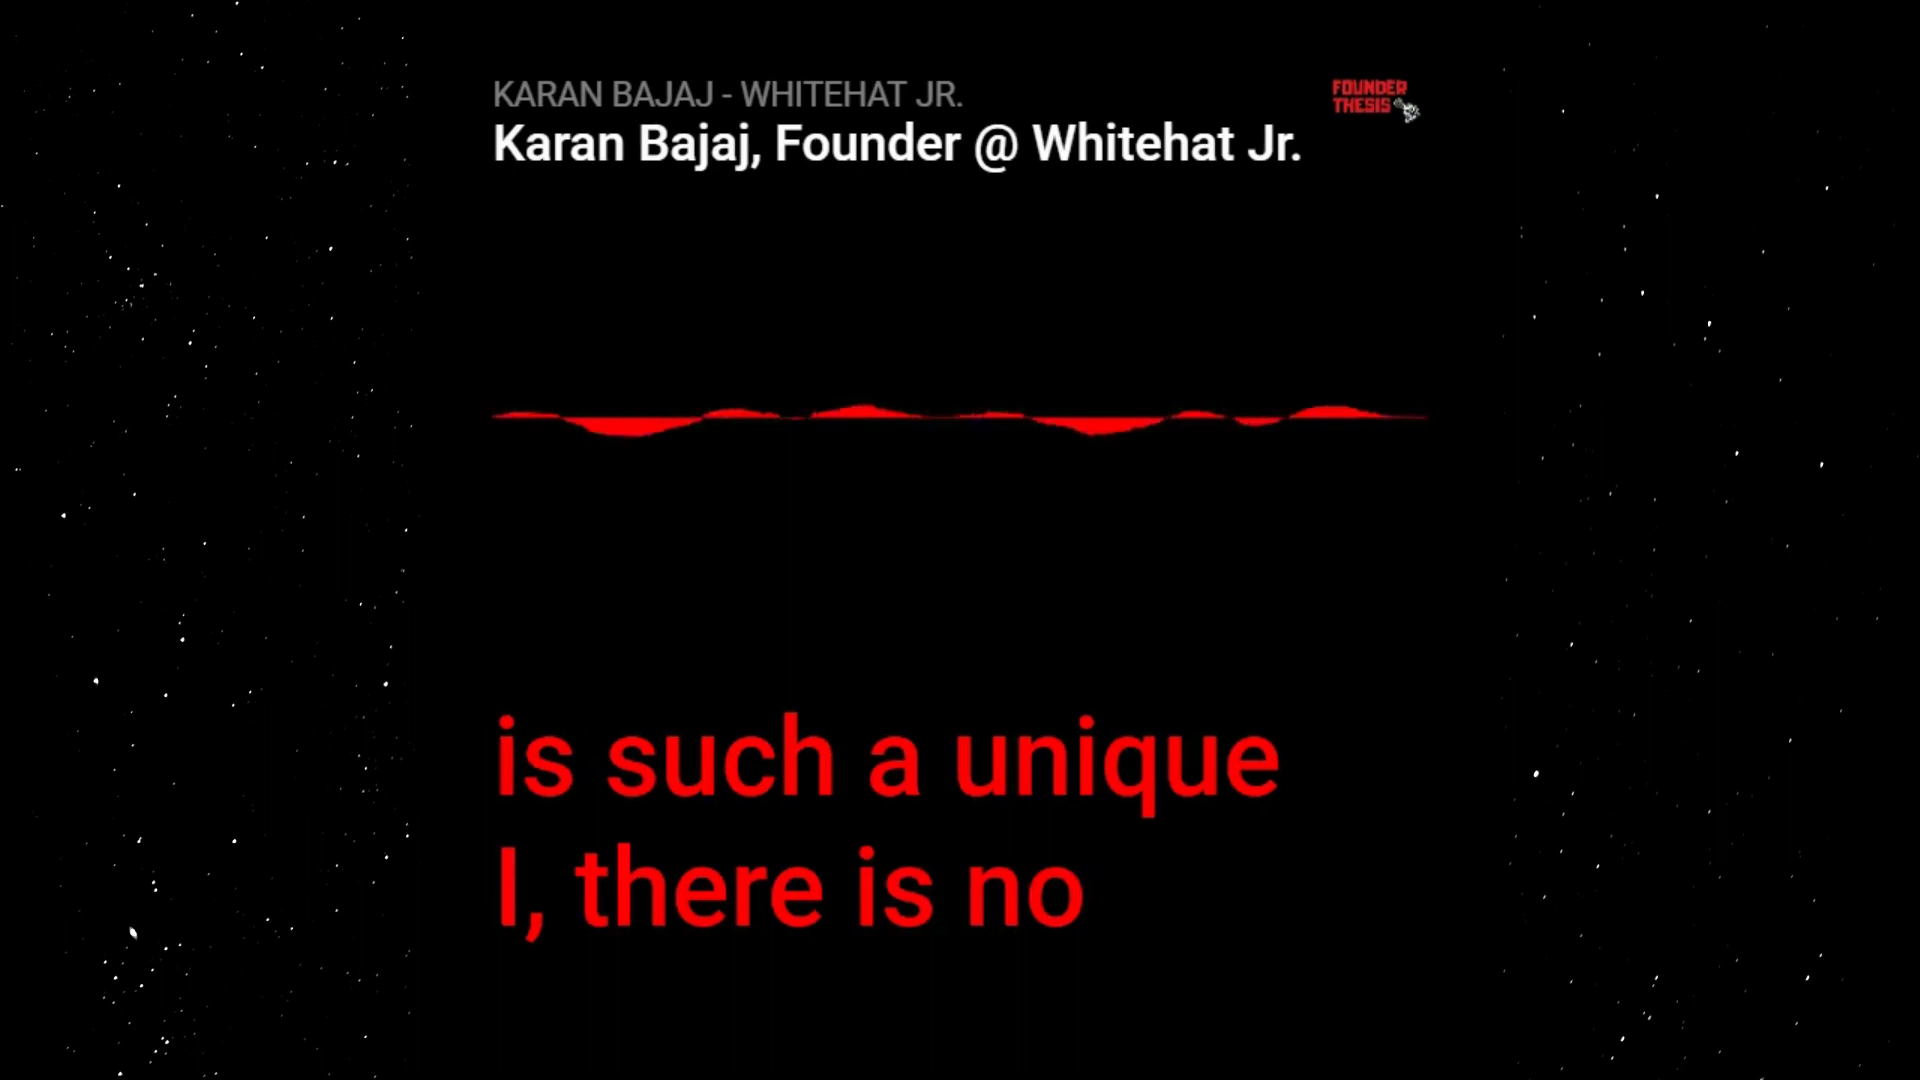 KARAN BAJAJ - WHITEHAT JR.
Karan Bajaj, Founder @ Whitehat Jr.
FOUNDER
THESIS
is such a unique
I, there is no